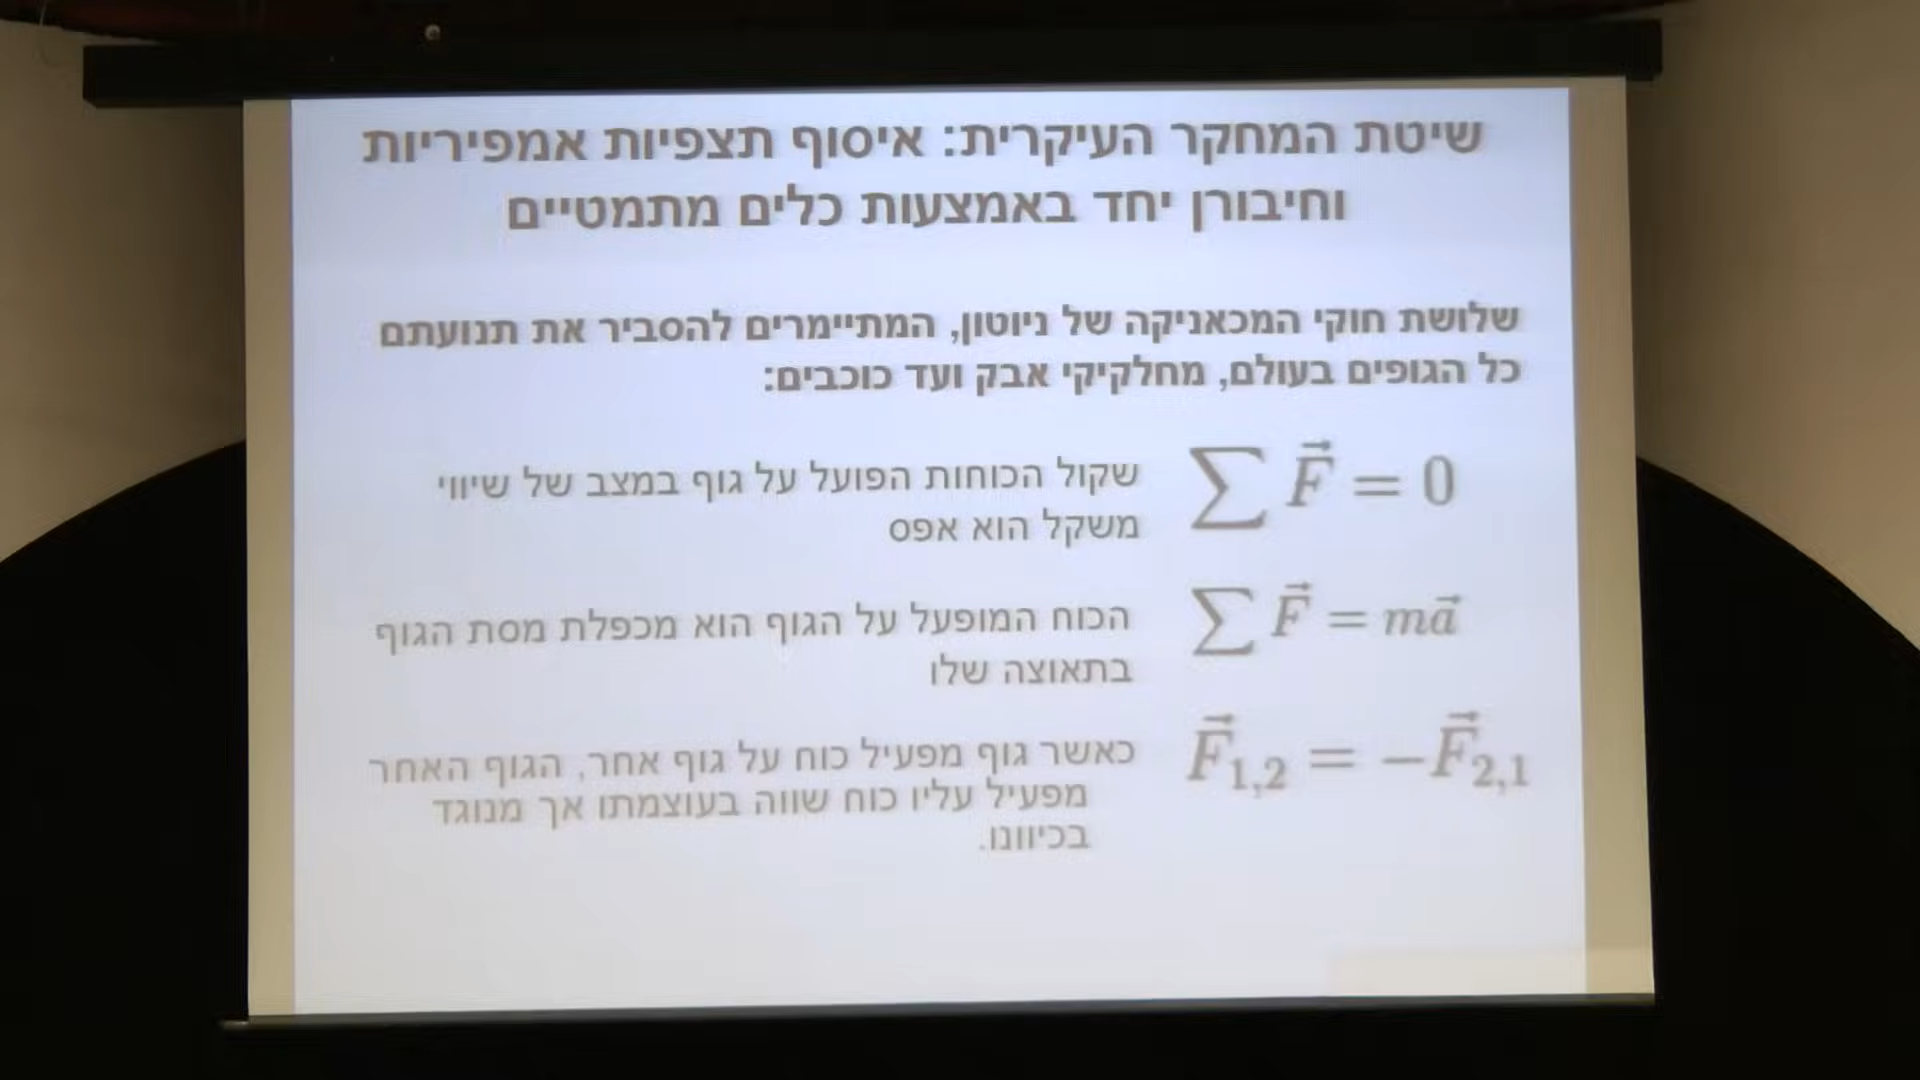 שיטת המחקר העיקרית: איסוף תצפיות אמפיריות
וחיבורן יחד באמצעות כלים מתמטיים
שלושת חוקי המכאניקה של ניוטון, המתיימרים להסביר את תנועתם
כל הגופים בעולם, מחלקיקי אבק ועד כוכבים:
∑ F⃗ = 0
שקול הכוחות הפועל על גוף במצב של שיווי
משקל הוא אפס
∑ F⃗ = ma⃗
הכוח המופעל על הגוף הוא מכפלת מסת הגוף
בתאוצה שלו
F⃗₁,₂ = −F⃗₂,₁
כאשר גוף מפעיל כוח על גוף אחר, הגוף האחר
מפעיל עליו כוח שווה בעוצמתו אך מנוגד
בכיוונו.